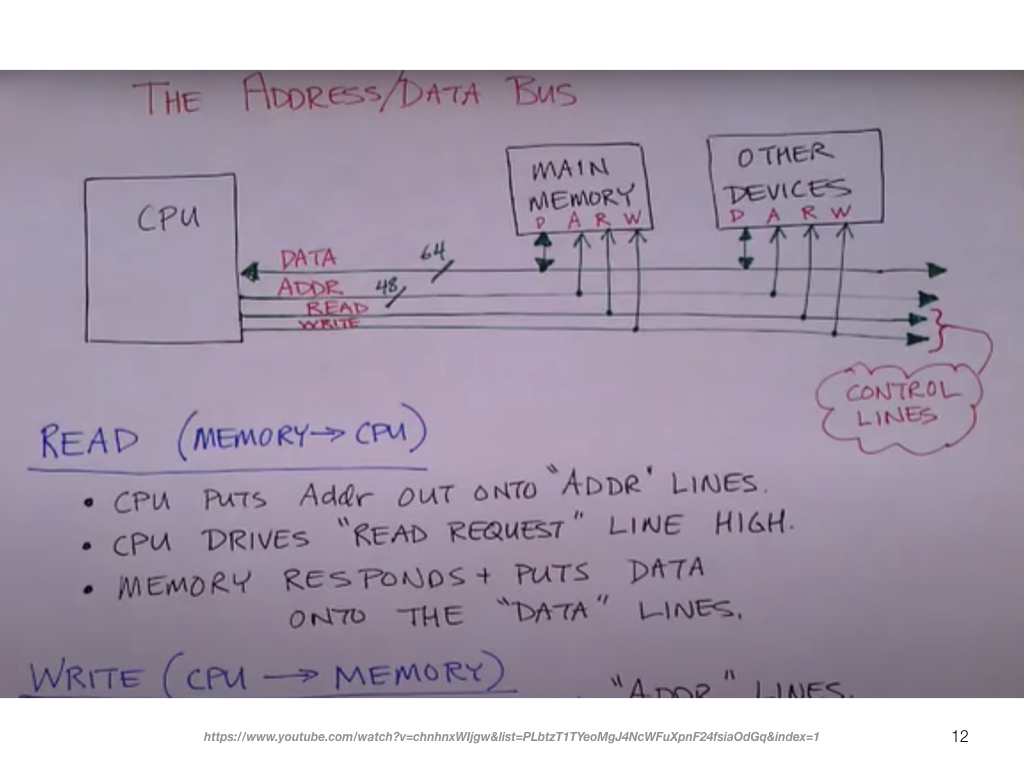 THE ADDRESS/DATA BUS
CPU
MAIN
MEMORY
D A R W
OTHER
DEVICES
D A R W
DATA 64
ADDR 48
READ
WRITE
CONTROL
LINES
READ (MEMORY → CPU)
• CPU PUTS Addr OUT ONTO "ADDR" LINES.
• CPU DRIVES "READ REQUEST" LINE HIGH.
• MEMORY RESPONDS + PUTS DATA
ONTO THE "DATA" LINES.
WRITE (CPU → MEMORY)
"ADDR" LINES.
https://www.youtube.com/watch?v=chnhnxWljgw&list=PLbtzT1TYeoMgJ4NcWFuXpnF24fsiaOdGq&index=1
12